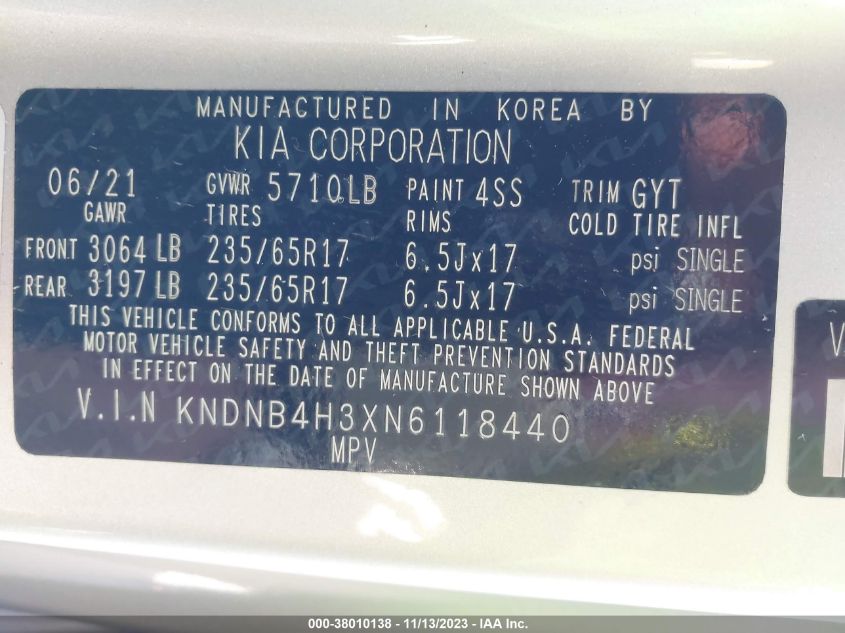 MANUFACTURED IN KOREA BY
KIA CORPORATION
06/21 GVWR 5710LB PAINT 4SS TRIM GYT
GAWR TIRES RIMS COLD TIRE INFL
FRONT 3064 LB 235/65R17 6.5Jx17 psi SINGLE
REAR 3197 LB 235/65R17 6.5Jx17 psi SINGLE
THIS VEHICLE CONFORMS TO ALL APPLICABLE U.S.A. FEDERAL
MOTOR VEHICLE SAFETY AND THEFT PREVENTION STANDARDS
IN EFFECT ON THE DATE OF MANUFACTURE SHOWN ABOVE
V.I.N KNDNB4H3XN6118440
MPV
000-38010138 - 11/13/2023 - IAA Inc.